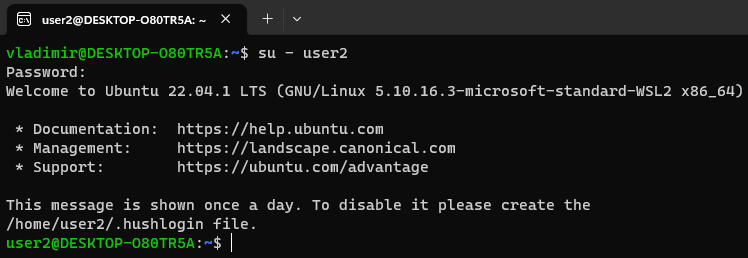 user2@DESKTOP-O80TR5A: ~
vladimir@DESKTOP-O80TR5A:~$ su - user2
Password:
Welcome to Ubuntu 22.04.1 LTS (GNU/Linux 5.10.16.3-microsoft-standard-WSL2 x86_64)
* Documentation:  https://help.ubuntu.com
* Management:     https://landscape.canonical.com
* Support:        https://ubuntu.com/advantage
This message is shown once a day. To disable it please create the
/home/user2/.hushlogin file.
user2@DESKTOP-O80TR5A:~$